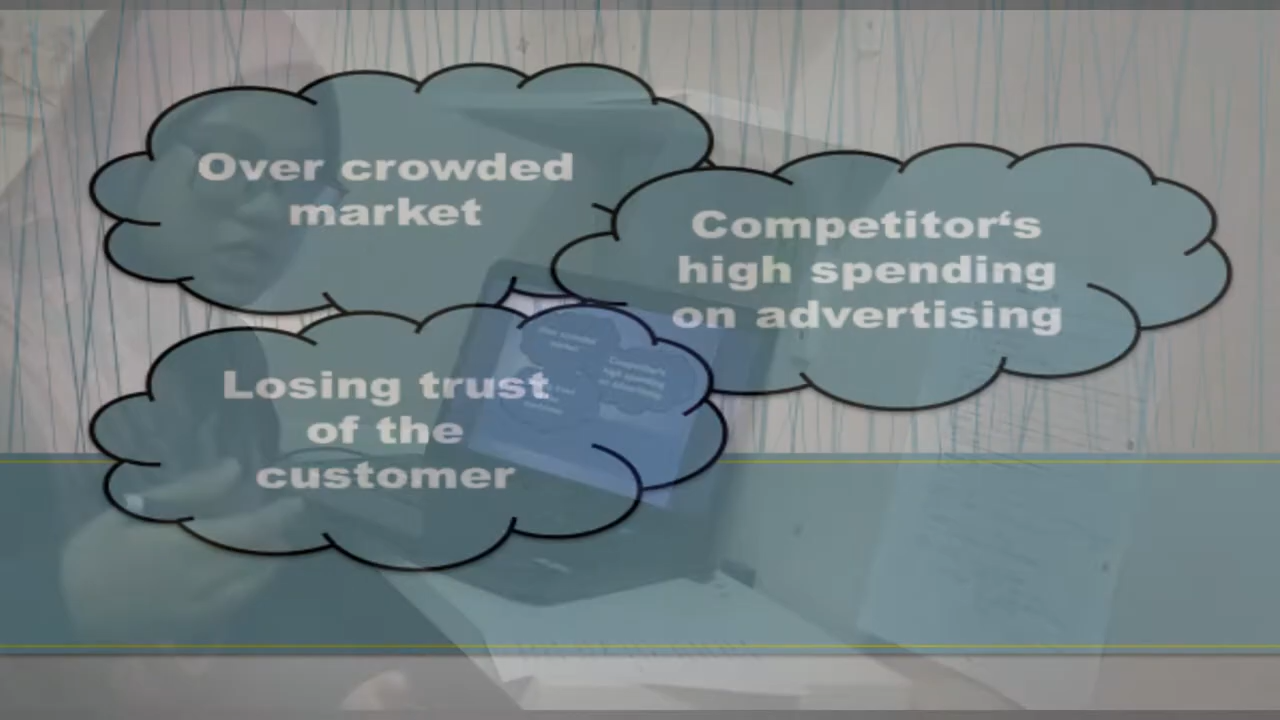 Over crowded
market
Competitor‘s
high spending
on advertising
Losing trust
of the
customer